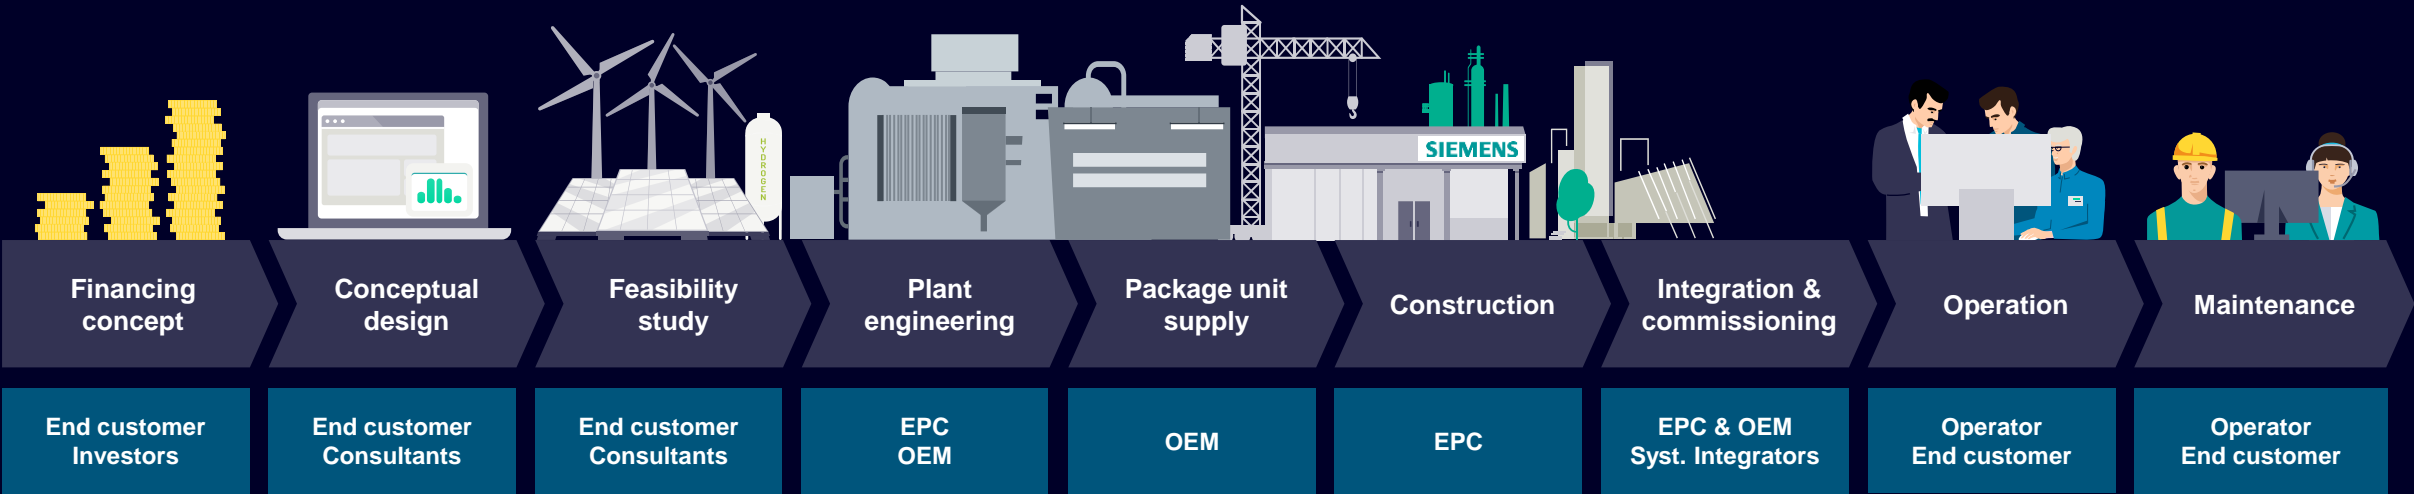 HYDROGEN
SIEMENS
Financing
concept
Conceptual
design
Feasibility
study
Plant
engineering
Package unit
supply
Construction
Integration &
commissioning
Operation
Maintenance
End customer
Investors
End customer
Consultants
End customer
Consultants
EPC
OEM
OEM
EPC
EPC & OEM
Syst. Integrators
Operator
End customer
Operator
End customer